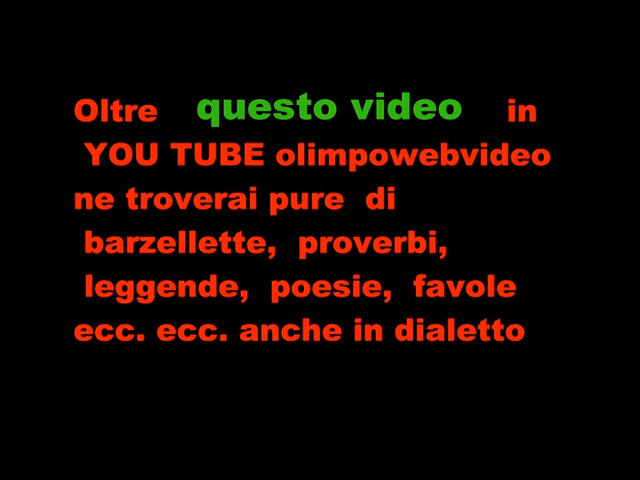 Oltre questo video in
YOU TUBE olimpowebvideo
ne troverai pure di
barzellette, proverbi,
leggende, poesie, favole
ecc. ecc. anche in dialetto